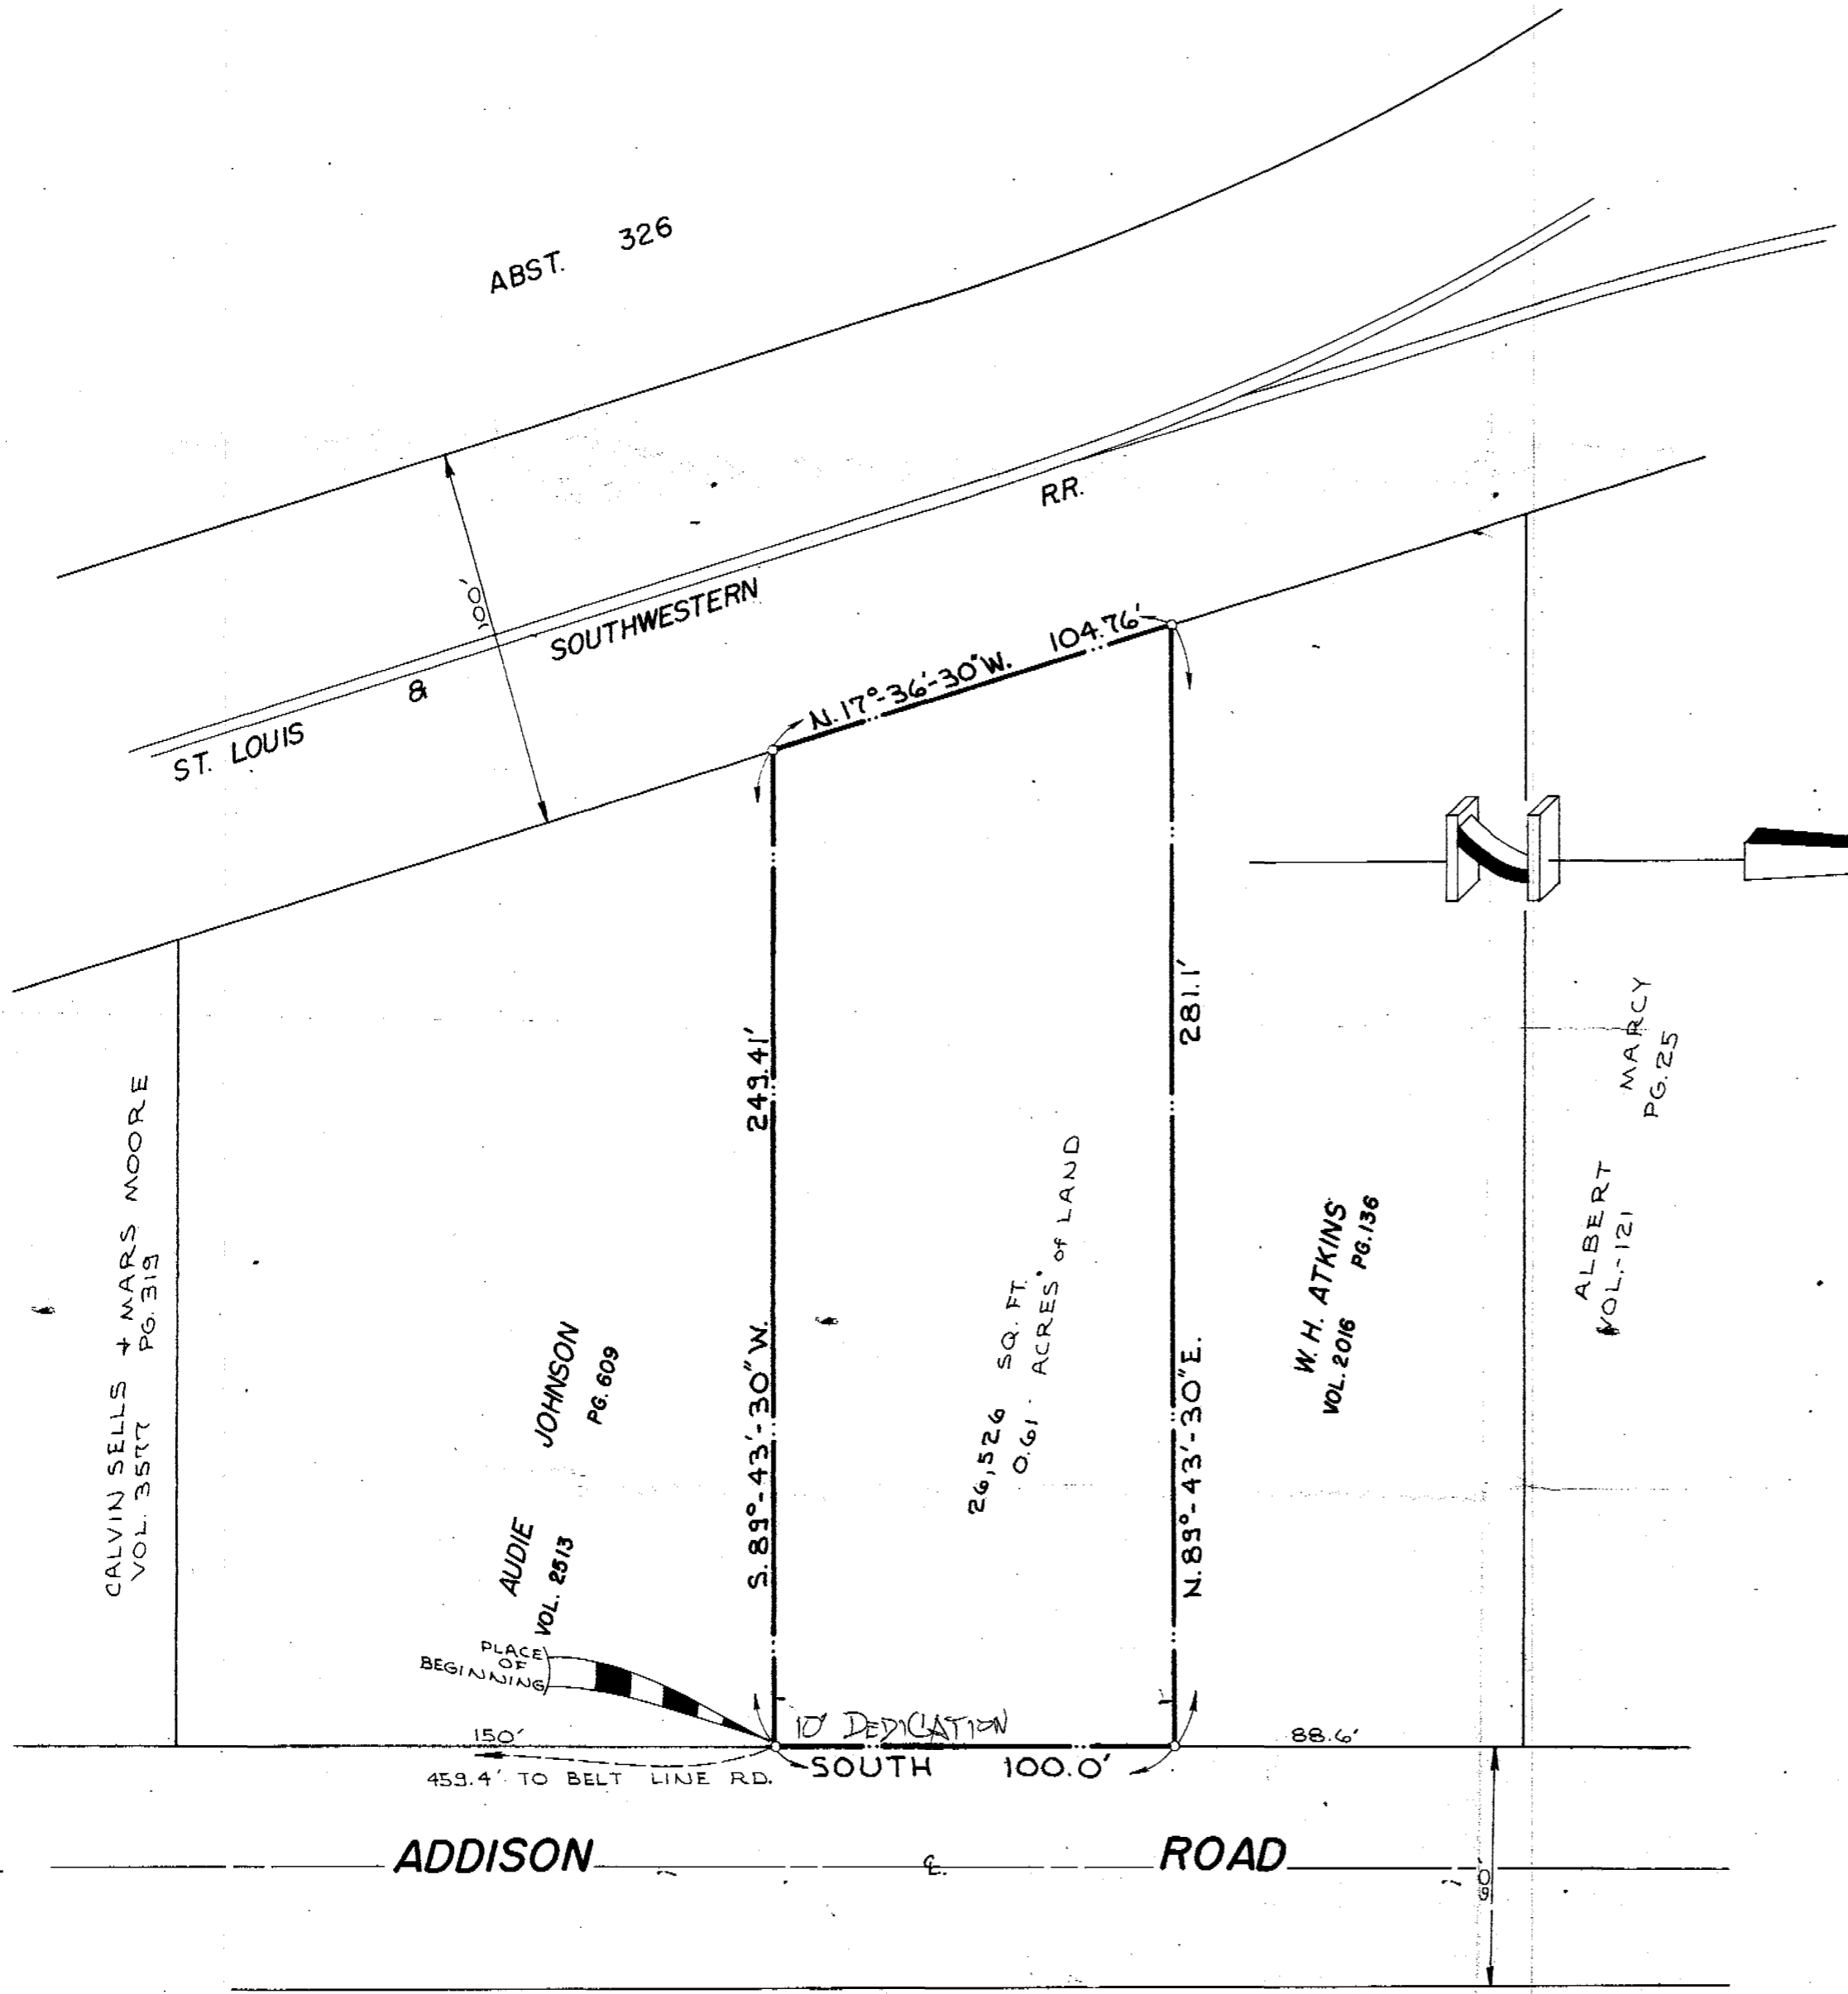 ABST. 326
100'
ST. LOUIS & SOUTHWESTERN R.R.
N. 17°-36'-30" W. 104.76'
249.41'
S. 89°-43'-30" W.
281.1'
N. 89°-43'-30" E.
26,526 SQ. FT.
0.61 ACRES of LAND
CALVIN SELLS + MARS MOORE
VOL. 3577 PG. 319
AUDIE JOHNSON
VOL. 2513 PG. 609
W. H. ATKINS
VOL. 2016 PG. 136
ALBERT MARCY
VOL.-121 PG. 25
N
PLACE
OF
BEGINNING
10' DEDICATION
150'
88.6'
SOUTH 100.0'
459.4' TO BELT LINE RD.
ADDISON ℄ ROAD
60'